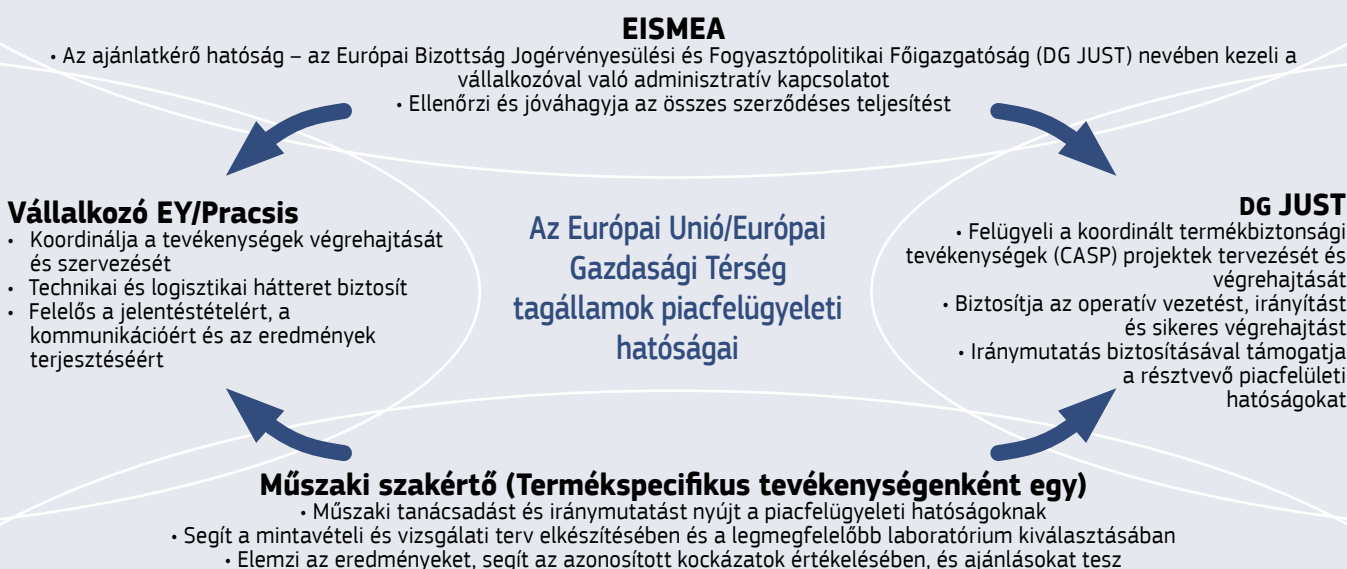 EISMEA
• Az ajánlatkérő hatóság – az Európai Bizottság Jogérvényesülési és Fogyasztópolitikai Főigazgatóság (DG JUST) nevében kezeli a
vállalkozóval való adminisztratív kapcsolatot
• Ellenőrzi és jóváhagyja az összes szerződéses teljesítést
Vállalkozó EY/Pracsis
• Koordinálja a tevékenységek végrehajtását
és szervezését
• Technikai és logisztikai hátteret biztosít
• Felelős a jelentéstételért, a
kommunikációért és az eredmények
terjesztéséért
Az Európai Unió/Európai
Gazdasági Térség
tagállamok piacfelügyeleti
hatóságai
DG JUST
• Felügyeli a koordinált termékbiztonsági
tevékenységek (CASP) projektek tervezését és
végrehajtását
• Biztosítja az operatív vezetést, irányítást
és sikeres végrehajtást
• Iránymutatás biztosításával támogatja
a résztvevő piacfelületi
hatóságokat
Műszaki szakértő (Termékspecifikus tevékenységenként egy)
• Műszaki tanácsadást és iránymutatást nyújt a piacfelügyeleti hatóságoknak
• Segít a mintavételi és vizsgálati terv elkészítésében és a legmegfelelőbb laboratórium kiválasztásában
• Elemzi az eredményeket, segít az azonosított kockázatok értékelésében, és ajánlásokat tesz